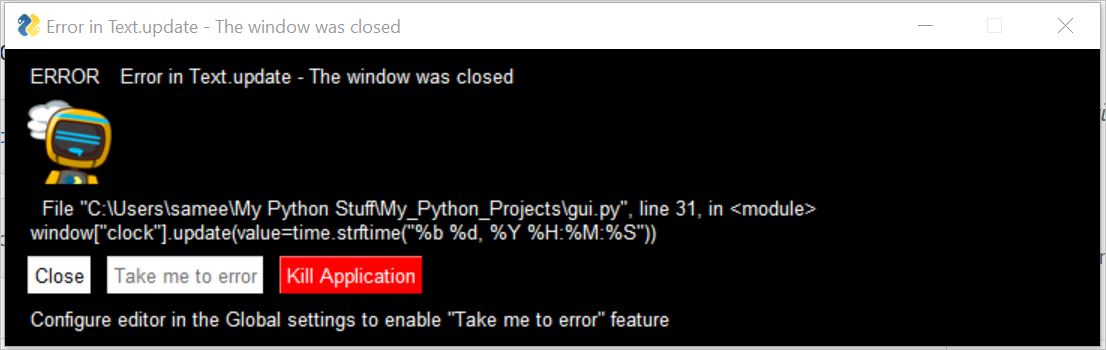 Error in Text.update - The window was closed
ERROR Error in Text.update - The window was closed
File "C:\Users\samee\My Python Stuff\My_Python_Projects\gui.py", line 31, in <module>
window["clock"].update(value=time.strftime("%b %d, %Y %H:%M:%S"))
Close Take me to error Kill Application
Configure editor in the Global settings to enable "Take me to error" feature